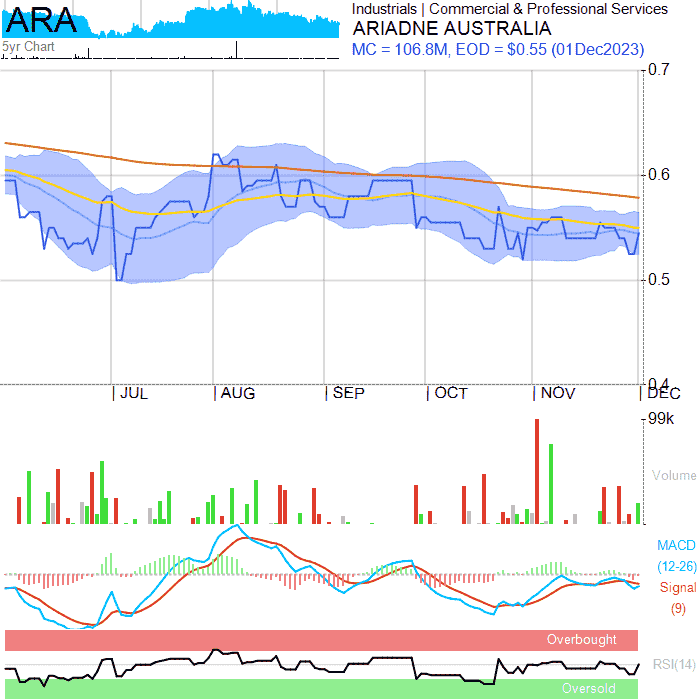 ARA
5yr Chart
Industrials | Commercial & Professional Services
ARIADNE AUSTRALIA
MC = 106.8M, EOD = $0.55 (01Dec2023)
0.7
0.6
0.5
0.4
JUL
AUG
SEP
OCT
NOV
DEC
99k
Volume
MACD
(12-26)
Signal
(9)
Overbought
RSI(14)
Oversold